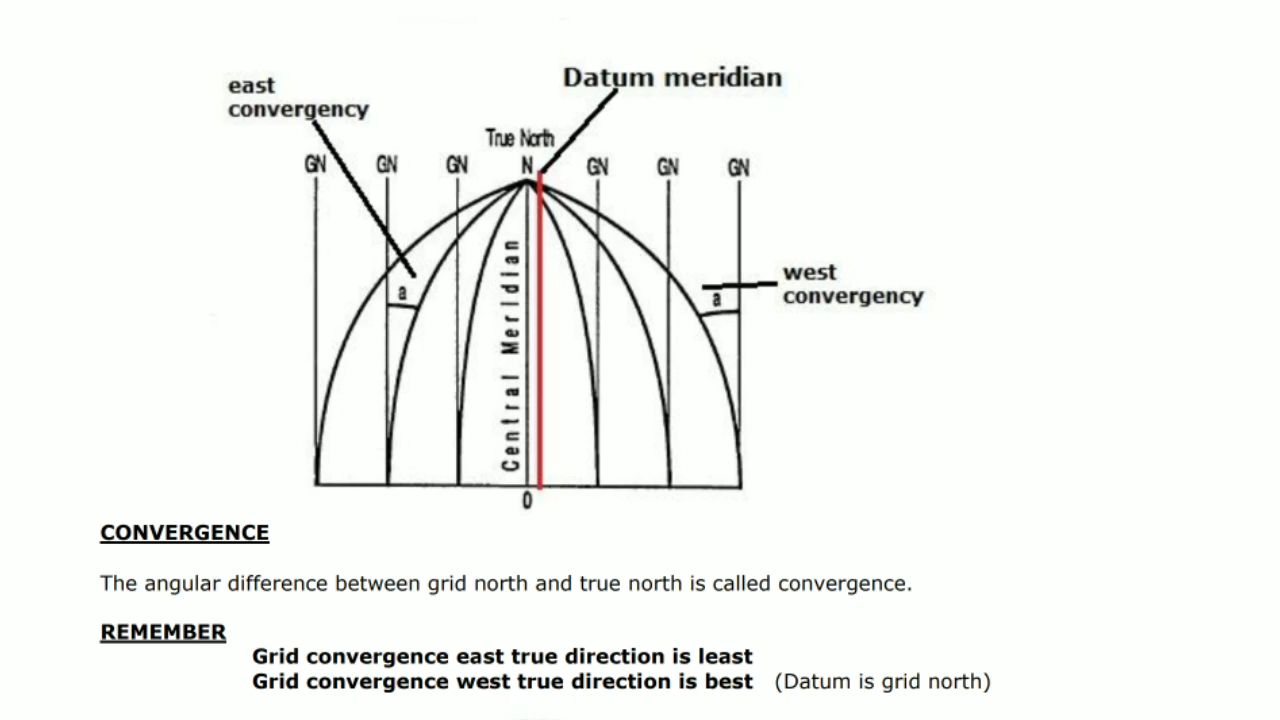 Datum meridian
east
convergency
True North
GN GN GN N GN GN GN
Central Meridian
west
convergency
a
a
0
CONVERGENCE
The angular difference between grid north and true north is called convergence.
REMEMBER
Grid convergence east true direction is least
Grid convergence west true direction is best (Datum is grid north)